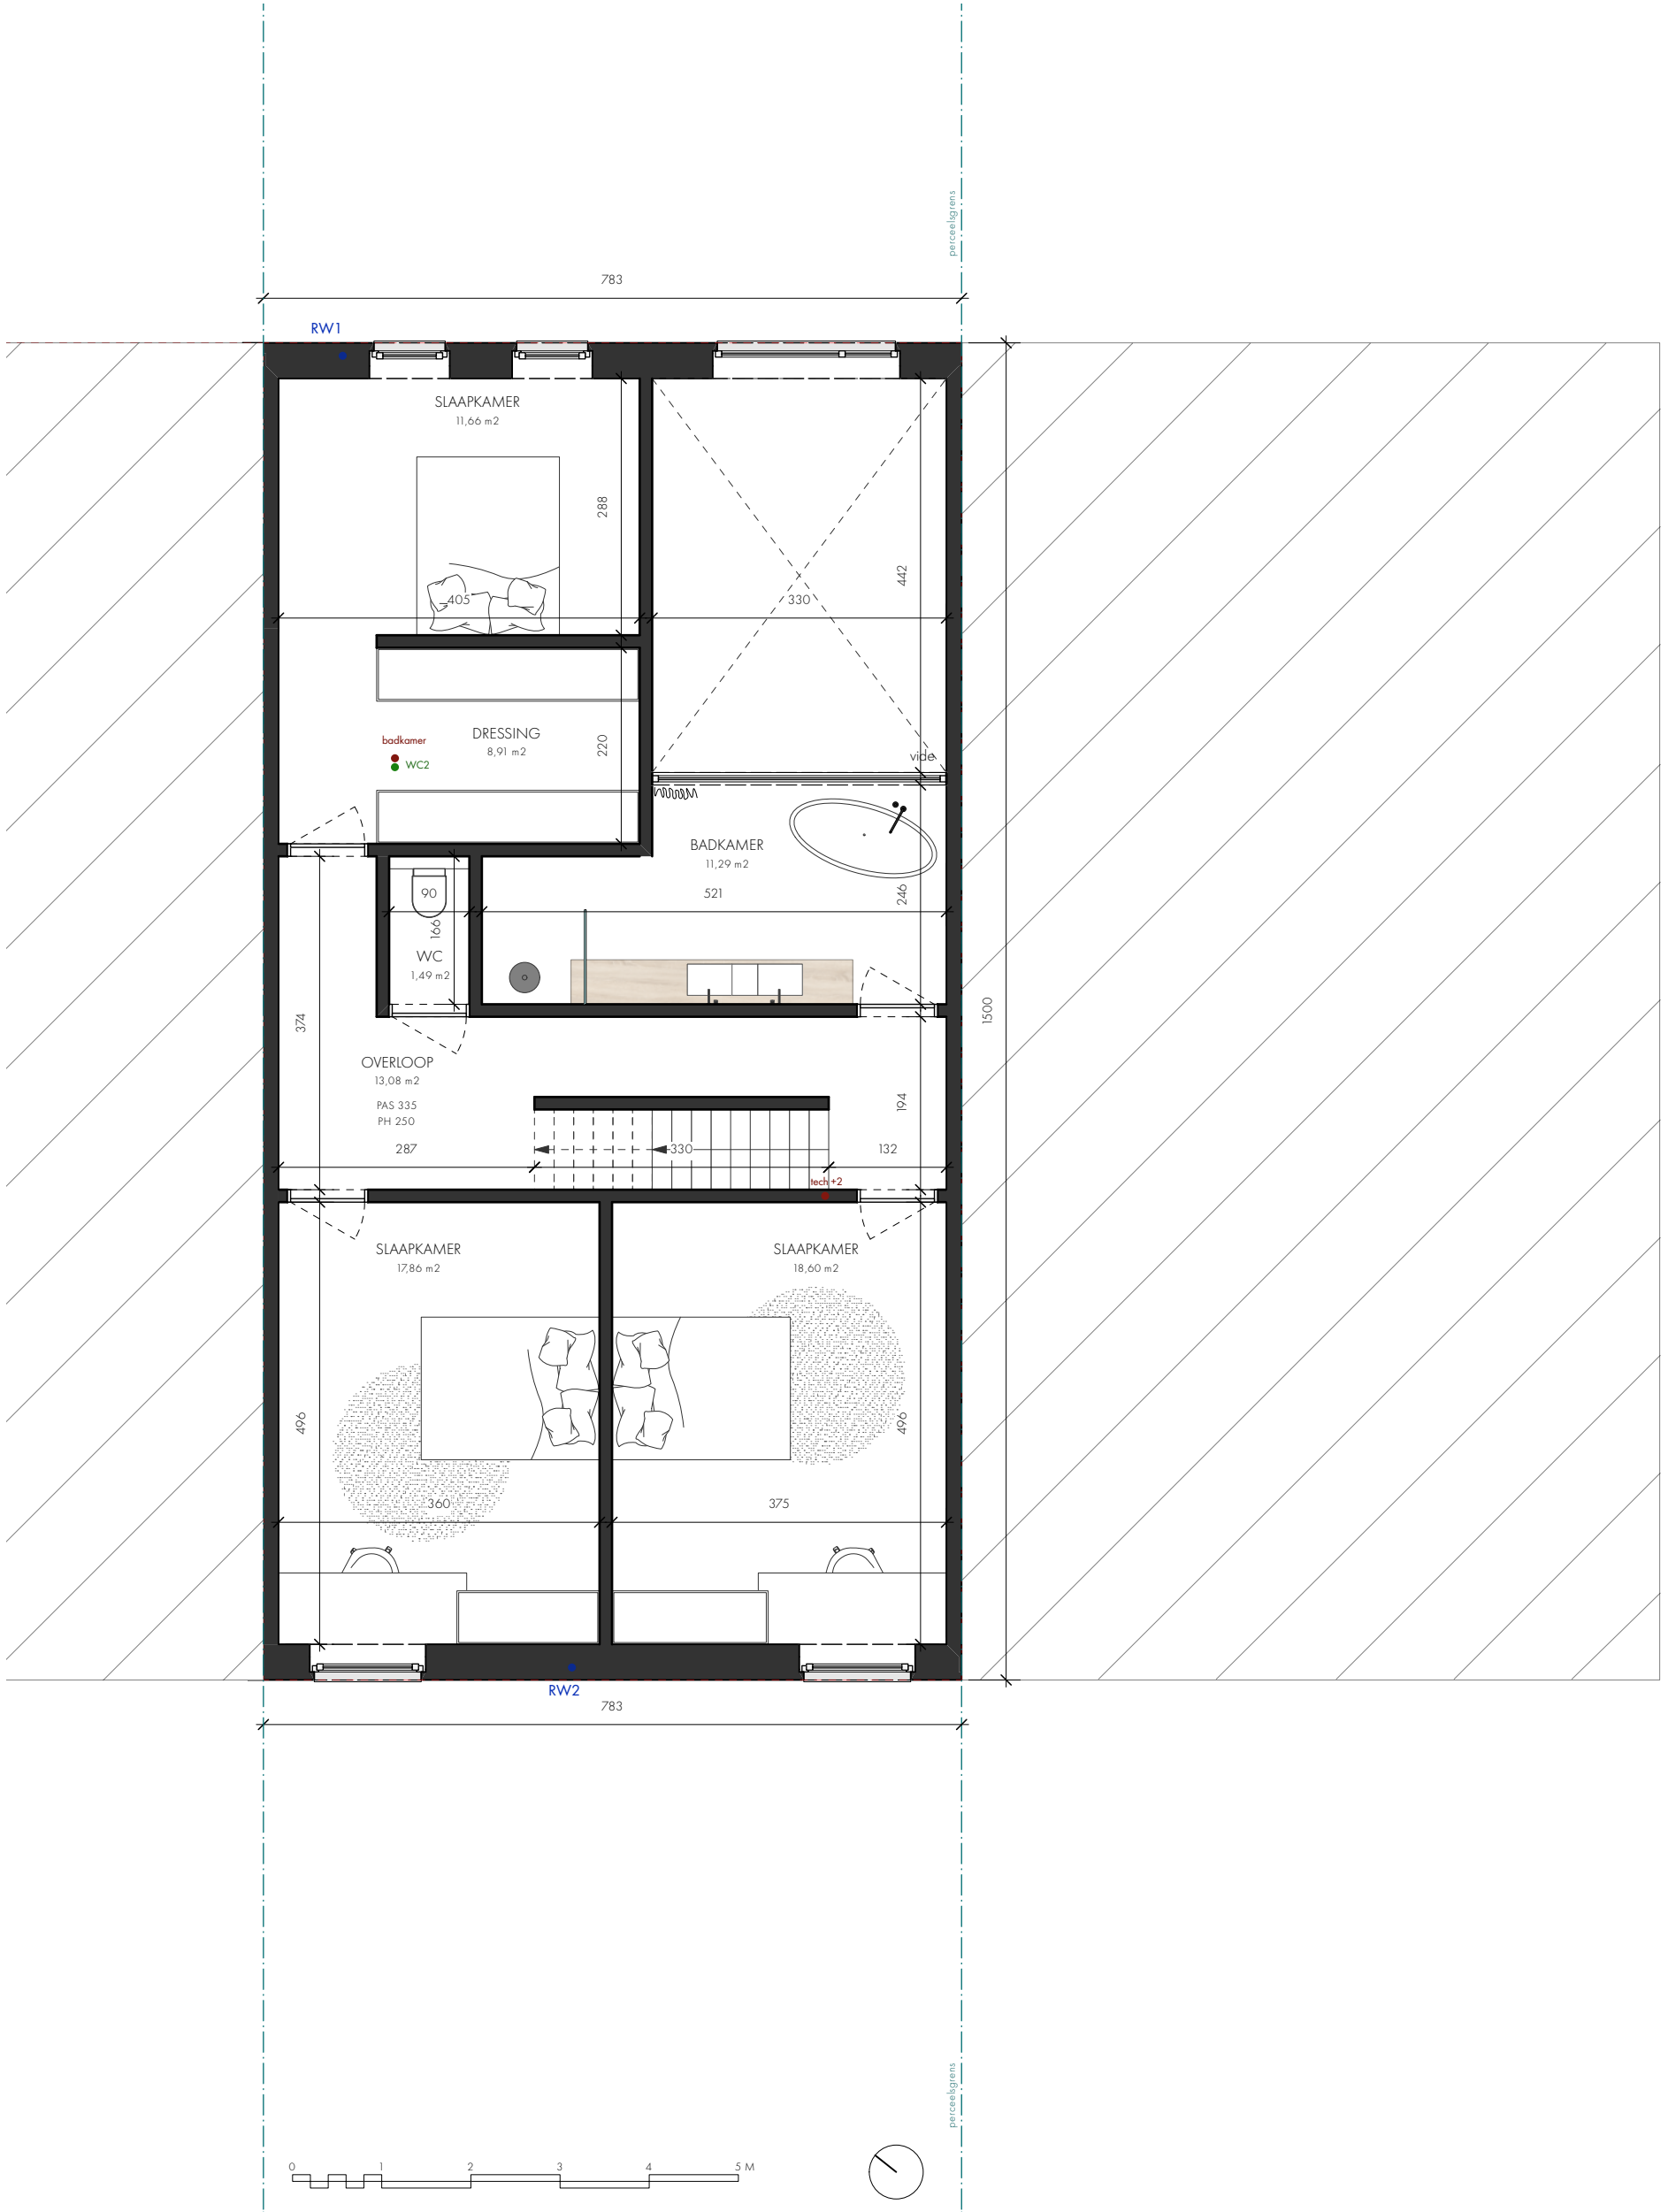 perceelsgrens
783
RW1
SLAAPKAMER
11,66 m2
288
442
405
330
DRESSING
8,91 m2
220
badkamer
WC2
vide
BADKAMER
11,29 m2
90
521
246
166
WC
1,49 m2
374
1500
OVERLOOP
13,08 m2
PAS 335
PH 250
194
287
330
132
tech +2
SLAAPKAMER
17,86 m2
SLAAPKAMER
18,60 m2
496
496
360
375
RW2
783
perceelsgrens
0 1 2 3 4 5 M